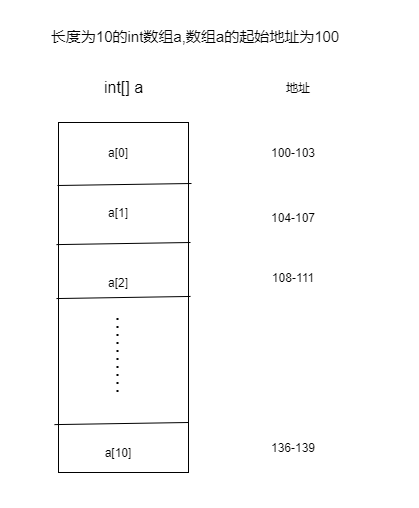 长度为10的int数组a,数组a的起始地址为100
int[] a 地址
a[0] 100-103
a[1] 104-107
a[2] 108-111
a[10] 136-139